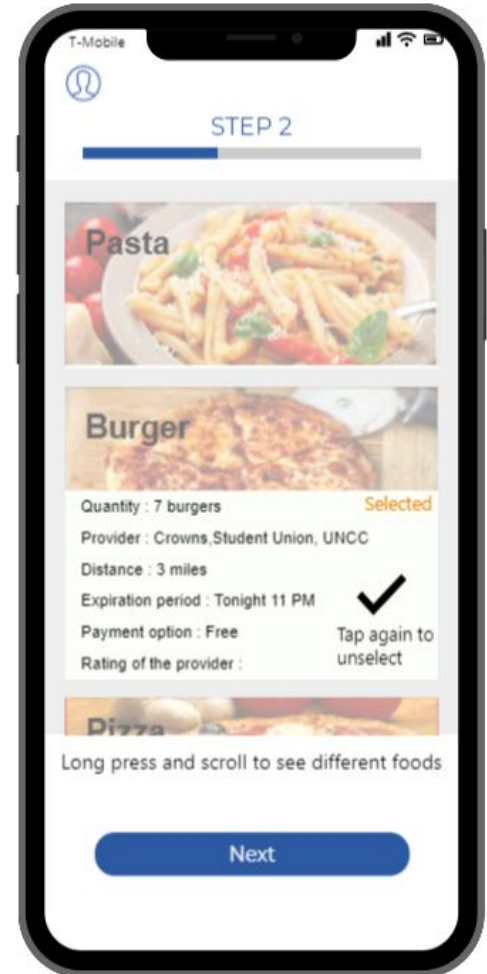 T-Mobile
STEP 2
Pasta
Burger
Quantity : 7 burgers
Selected
Provider : Crowns,Student Union, UNCC
Distance : 3 miles
Expiration period : Tonight 11 PM
Payment option : Free
Tap again to
unselect
Rating of the provider :
Pizza
Long press and scroll to see different foods
Next